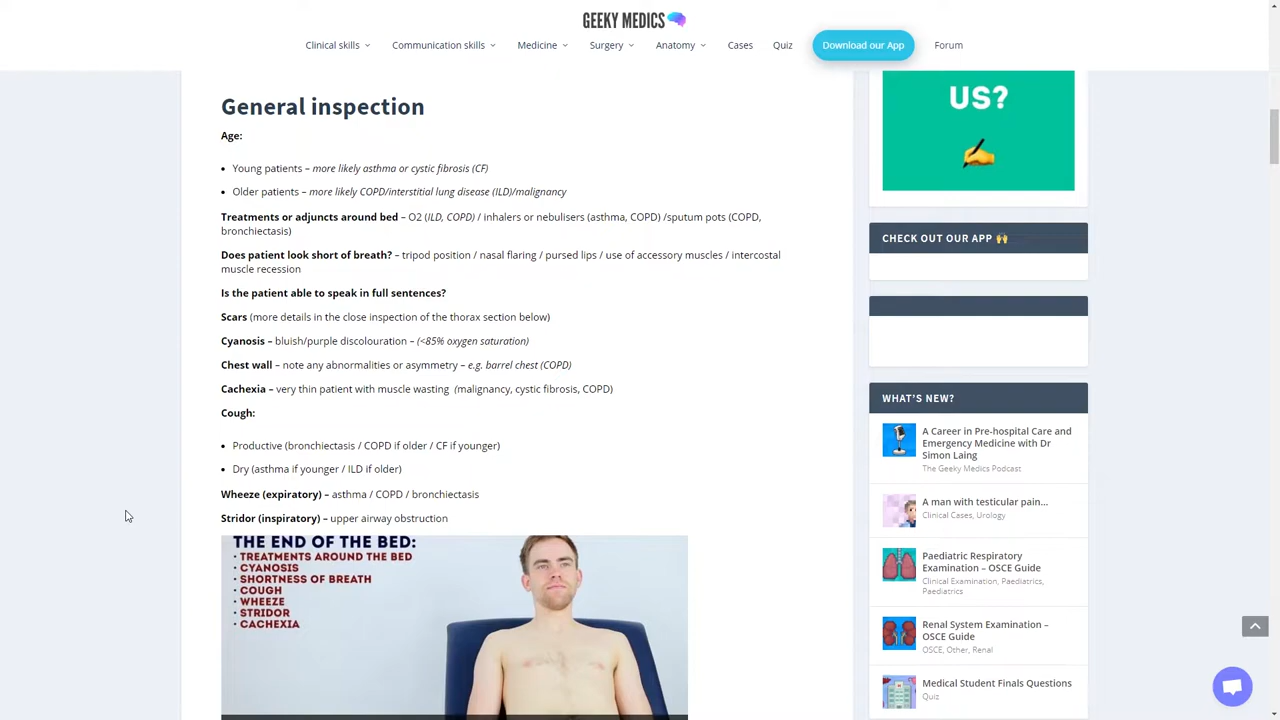 GEEKY MEDICS
Clinical skills
Communication skills
Medicine
Surgery
Anatomy
Cases
Quiz
Download our App
Forum
General inspection
Age:
• Young patients – more likely asthma or cystic fibrosis (CF)
• Older patients – more likely COPD/interstitial lung disease (ILD)/malignancy
Treatments or adjuncts around bed – O2 (ILD, COPD) / inhalers or nebulisers (asthma, COPD) /sputum pots (COPD,
bronchiectasis)
Does patient look short of breath? – tripod position / nasal flaring / pursed lips / use of accessory muscles / intercostal
muscle recession
Is the patient able to speak in full sentences?
Scars (more details in the close inspection of the thorax section below)
Cyanosis – bluish/purple discolouration – (<85% oxygen saturation)
Chest wall – note any abnormalities or asymmetry – e.g. barrel chest (COPD)
Cachexia – very thin patient with muscle wasting (malignancy, cystic fibrosis, COPD)
Cough:
• Productive (bronchiectasis / COPD if older / CF if younger)
• Dry (asthma if younger / ILD if older)
Wheeze (expiratory) – asthma / COPD / bronchiectasis
Stridor (inspiratory) – upper airway obstruction
THE END OF THE BED:
· TREATMENTS AROUND THE BED
· CYANOSIS
· SHORTNESS OF BREATH
· COUGH
· WHEEZE
· STRIDOR
· CACHEXIA
US?
CHECK OUT OUR APP 🙌
WHAT'S NEW?
A Career in Pre-hospital Care and
Emergency Medicine with Dr
Simon Laing
The Geeky Medics Podcast
A man with testicular pain…
Clinical Cases, Urology
Paediatric Respiratory
Examination – OSCE Guide
Clinical Examination, Paediatrics,
Paediatrics
Renal System Examination –
OSCE Guide
OSCE, Other, Renal
Medical Student Finals Questions
Quiz